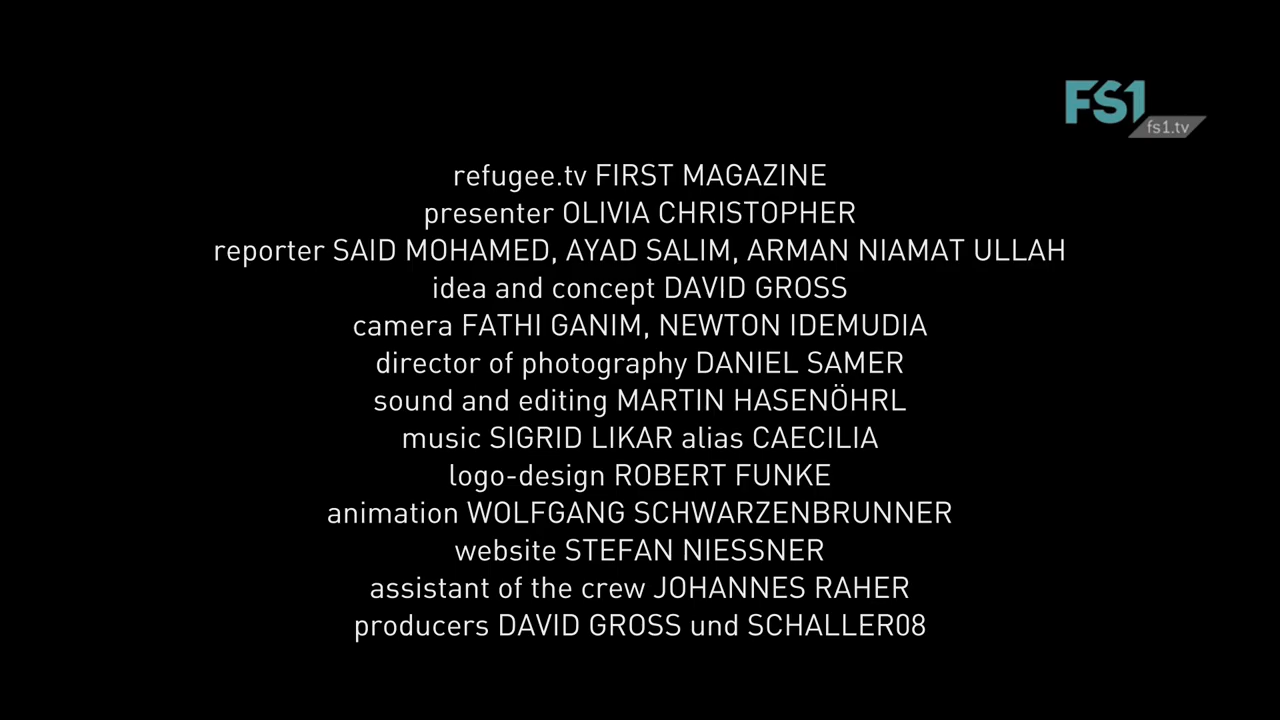 FS1
fs1.tv
refugee.tv FIRST MAGAZINE
presenter OLIVIA CHRISTOPHER
reporter SAID MOHAMED, AYAD SALIM, ARMAN NIAMAT ULLAH
idea and concept DAVID GROSS
camera FATHI GANIM, NEWTON IDEMUDIA
director of photography DANIEL SAMER
sound and editing MARTIN HASENÖHRL
music SIGRID LIKAR alias CAECILIA
logo-design ROBERT FUNKE
animation WOLFGANG SCHWARZENBRUNNER
website STEFAN NIESSNER
assistant of the crew JOHANNES RAHER
producers DAVID GROSS und SCHALLER08